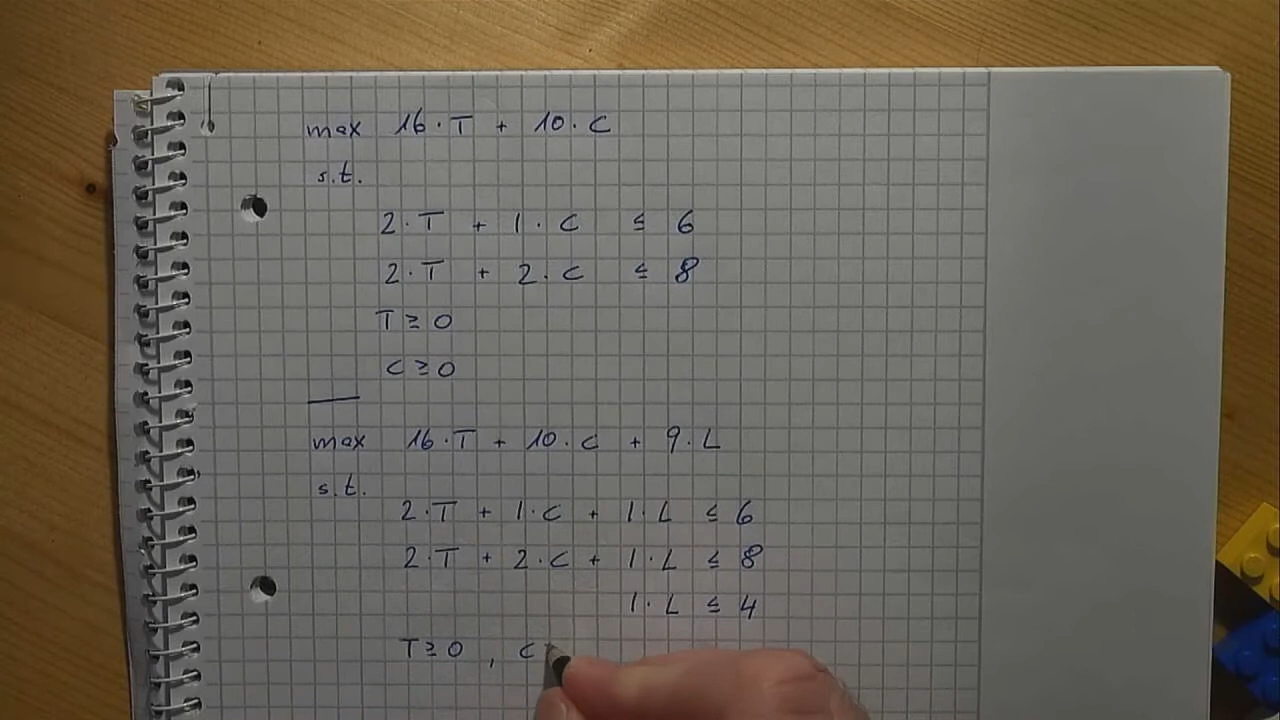 max 16·T + 10·C
s.t.
2·T + 1·C ≤ 6
2·T + 2·C ≤ 8
T ≥ 0
C ≥ 0
max 16·T + 10·C + 9·L
s.t.
2·T + 1·C + 1·L ≤ 6
2·T + 2·C + 1·L ≤ 8
1·L ≤ 4
T ≥ 0 , C